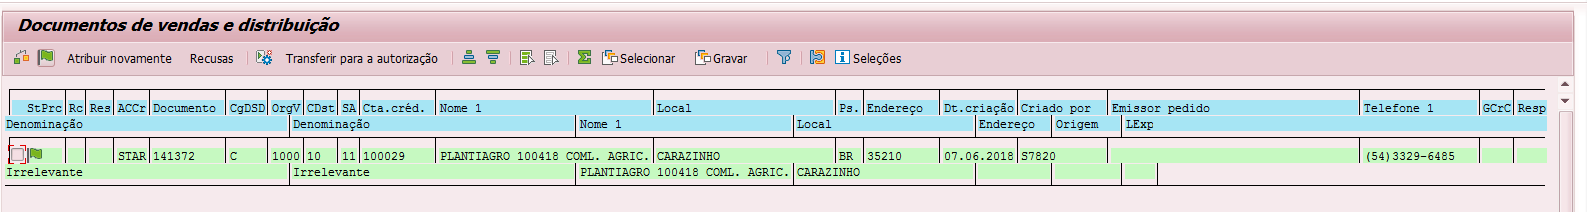 Documentos de vendas e distribuição
Atribuir novamente Recusas Transferir para a autorização Selecionar Gravar Seleções
StPrc Rc Res ACCr Documento CgDSD OrgV CDst SA Cta.créd. Nome 1 Local Ps. Endereço Dt.criação Criado por Emissor pedido Telefone 1 GCrC Resp
Denominação Denominação Nome 1 Local Endereço Origem LExp
STAR 141372 C 1000 10 11 100029 PLANTIAGRO 100418 COML. AGRIC. CARAZINHO BR 35210 07.06.2018 S7820 (54)3329-6485
Irrelevante Irrelevante PLANTIAGRO 100418 COML. AGRIC. CARAZINHO